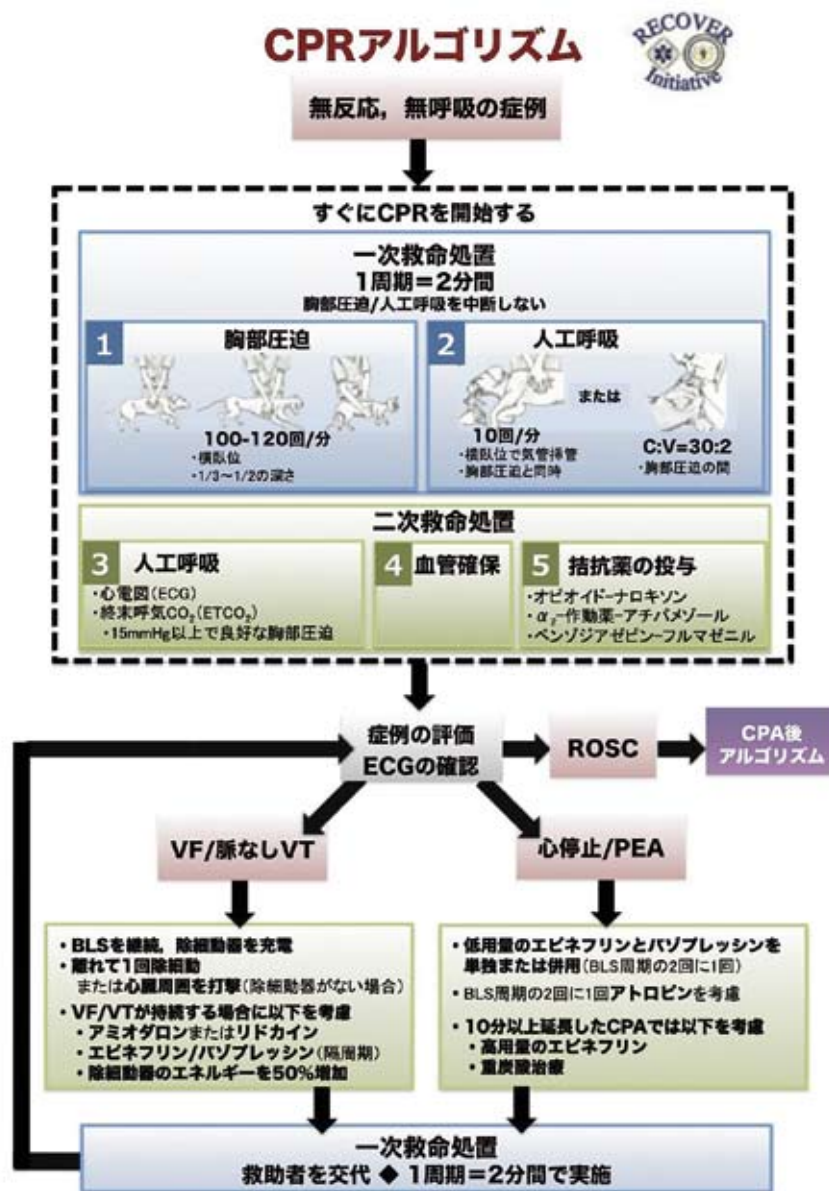 CPRアルゴリズム
RECOVER
Initiative
無反応，無呼吸の症例
すぐにCPRを開始する
一次救命処置
1周期＝2分間
胸部圧迫/人工呼吸を中断しない
1
胸部圧迫
100-120回/分
・横臥位
・1/3〜1/2の深さ
2
人工呼吸
または
10回/分
・横臥位で気管挿管
・胸部圧迫と同時
C:V=30:2
・胸部圧迫の間
二次救命処置
3 人工呼吸
・心電図(ECG)
・終末呼気CO₂(ETCO₂)
・15mmHg以上で良好な胸部圧迫
4 血管確保
5 拮抗薬の投与
・オピオイド-ナロキソン
・α₂-作動薬-アチパメゾール
・ベンゾジアゼピン-フルマゼニル
症例の評価
ECGの確認
ROSC
CPA後
アルゴリズム
VF/脈なしVT
心停止/PEA
・BLSを継続，除細動器を充電
・離れて1回除細動
または心臓周囲を打撃(除細動器がない場合)
・VF/VTが持続する場合に以下を考慮
・アミオダロンまたはリドカイン
・エピネフリン/バゾプレッシン(隔周期)
・除細動器のエネルギーを50%増加
・低用量のエピネフリンとバゾプレッシンを
単独または併用(BLS周期の2回に1回)
・BLS周期の2回に1回アトロピンを考慮
・10分以上延長したCPAでは以下を考慮
・高用量のエピネフリン
・重炭酸治療
一次救命処置
救助者を交代 ◆ 1周期＝2分間で実施